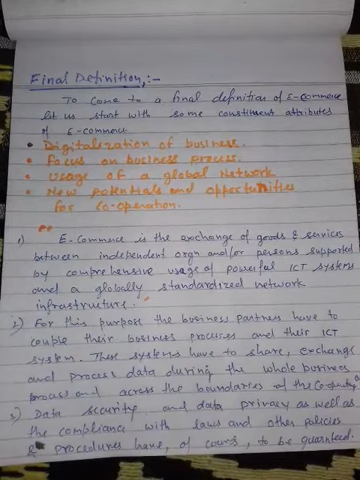 Final Definition,:-
To come to a final definition of E-commerce
let us start with some constituent attributes
of E-commerce.
• Digitalization of business.
• Focus on business process.
• Usage of a global Network
• New potentials and oppectunities
for co-operation.
"
1) E-Commerce is the exchange of goods & services
between independent orgn and/or persons supported
by comprehensive usage of powerful ICT system
and a globally standardized network
infrastructure."
2) For this purpose the business partners have to
couple their business processes and their ICT
system. These systems have to share, exchange
and process data during the whole business
process and across the boundaries of the
3) Data security and data privacy as well as
the compliance with laws and other policies
& procedures have, of cours, to be guaranteed.